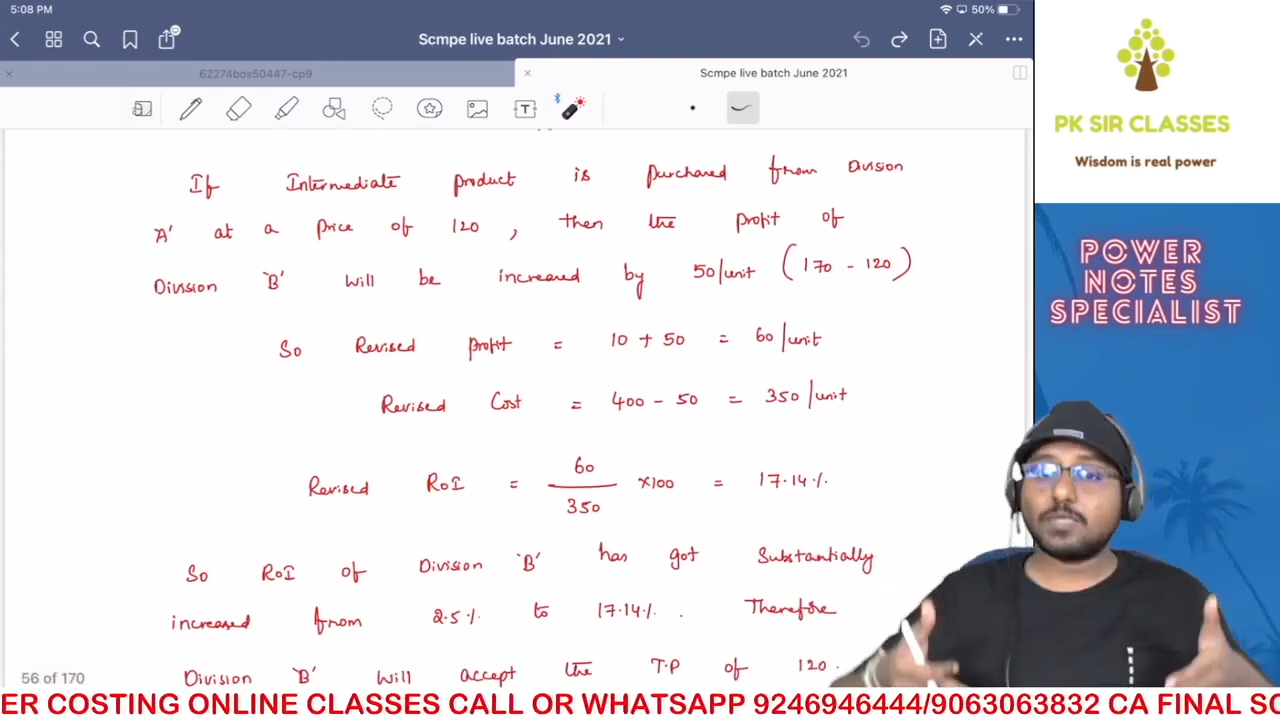 5:08 PM
50%
Scmpe live batch June 2021
62274bos50447-cp9
Scmpe live batch June 2021
If Intermediate product is purchased from Division
A' at a price of 120 , then the profit of
Division 'B' will be increased by 50/unit (170 - 120)
So Revised profit = 10 + 50 = 60/unit
Revised Cost = 400 - 50 = 350/unit
Revised RoI = 60/350 ×100 = 17.14%.
So RoI of Division 'B' has got Substantially
increased from 2.5% to 17.14% . Therefore
Division 'B' will accept the T.P of 120.
56 of 170
PK SIR CLASSES
Wisdom is real power
POWER
NOTES
SPECIALIST
ER COSTING ONLINE CLASSES CALL OR WHATSAPP 9246946444/9063063832 CA FINAL SC